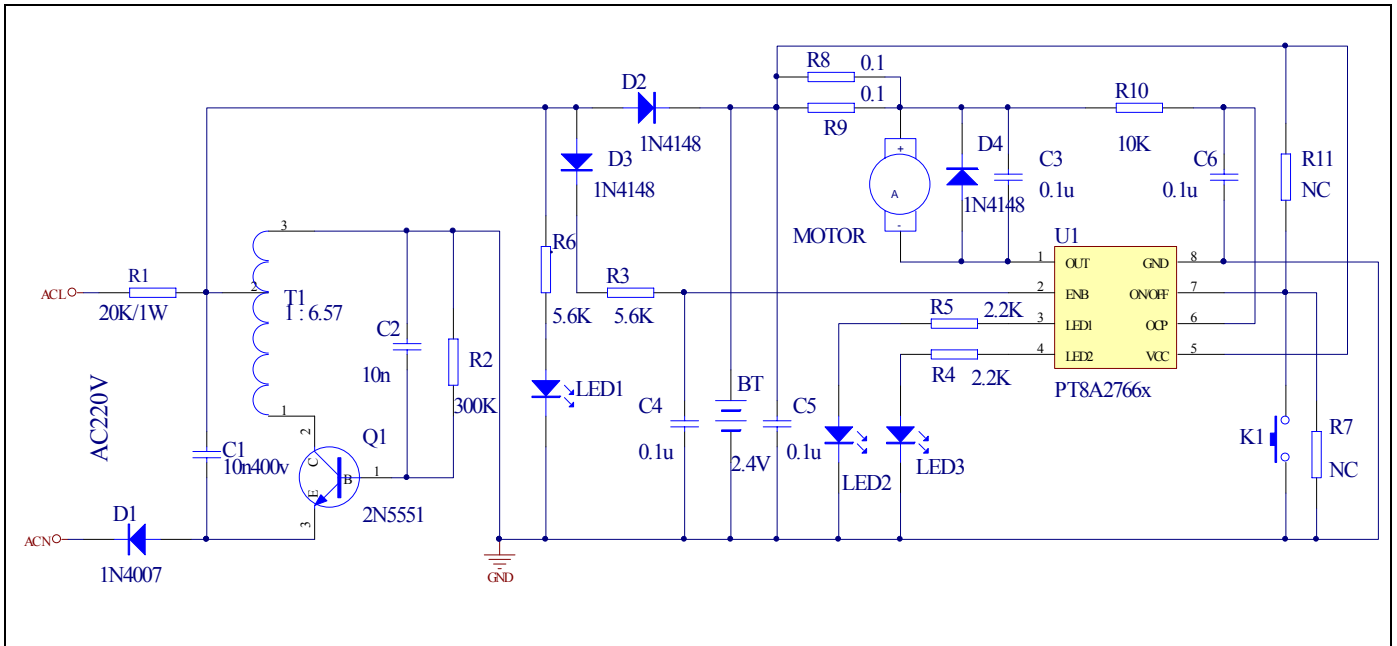 R8 0.1
D2
0.1
R10
R9
1N4148
10K
D3
D4
C3
C6
R11
1N4148
0.1u
0.1u
NC
A
+
-
1N4148
MOTOR
U1
3
R6
1 OUT GND 8
R1
ACL
2
T1
R3
2 ENB ON/OFF 7
20K/1W
1 : 6.57
5.6K
5.6K
R5 2.2K
3 LED1 OCP 6
C2
R2
4 LED2 VCC 5
10n
R4 2.2K
PT8A2766x
LED1
BT
300K
C4
C5
1
AC220V
2
Q1
R7
C1
C
K1
10n400v
0.1u
2.4V
0.1u
LED3
B 1
NC
E
LED2
2N5551
D1
3
ACN
1N4007
GND